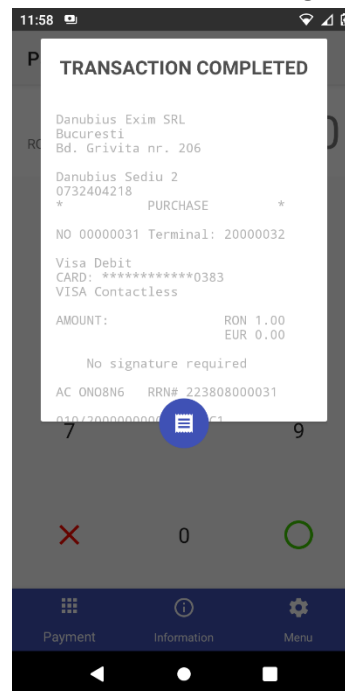 11:58
P
TRANSACTION COMPLETED
Danubius Exim SRL
Bucuresti
Bd. Grivita nr. 206
Danubius Sediu 2
0732404218
* PURCHASE *
NO 00000031 Terminal: 20000032
Visa Debit
CARD: ************0383
VISA Contactless
AMOUNT: RON 1.00
EUR 0.00
No signature required
AC ONO8N6 RRN# 223808000031
7 9
0
Payment Information Menu